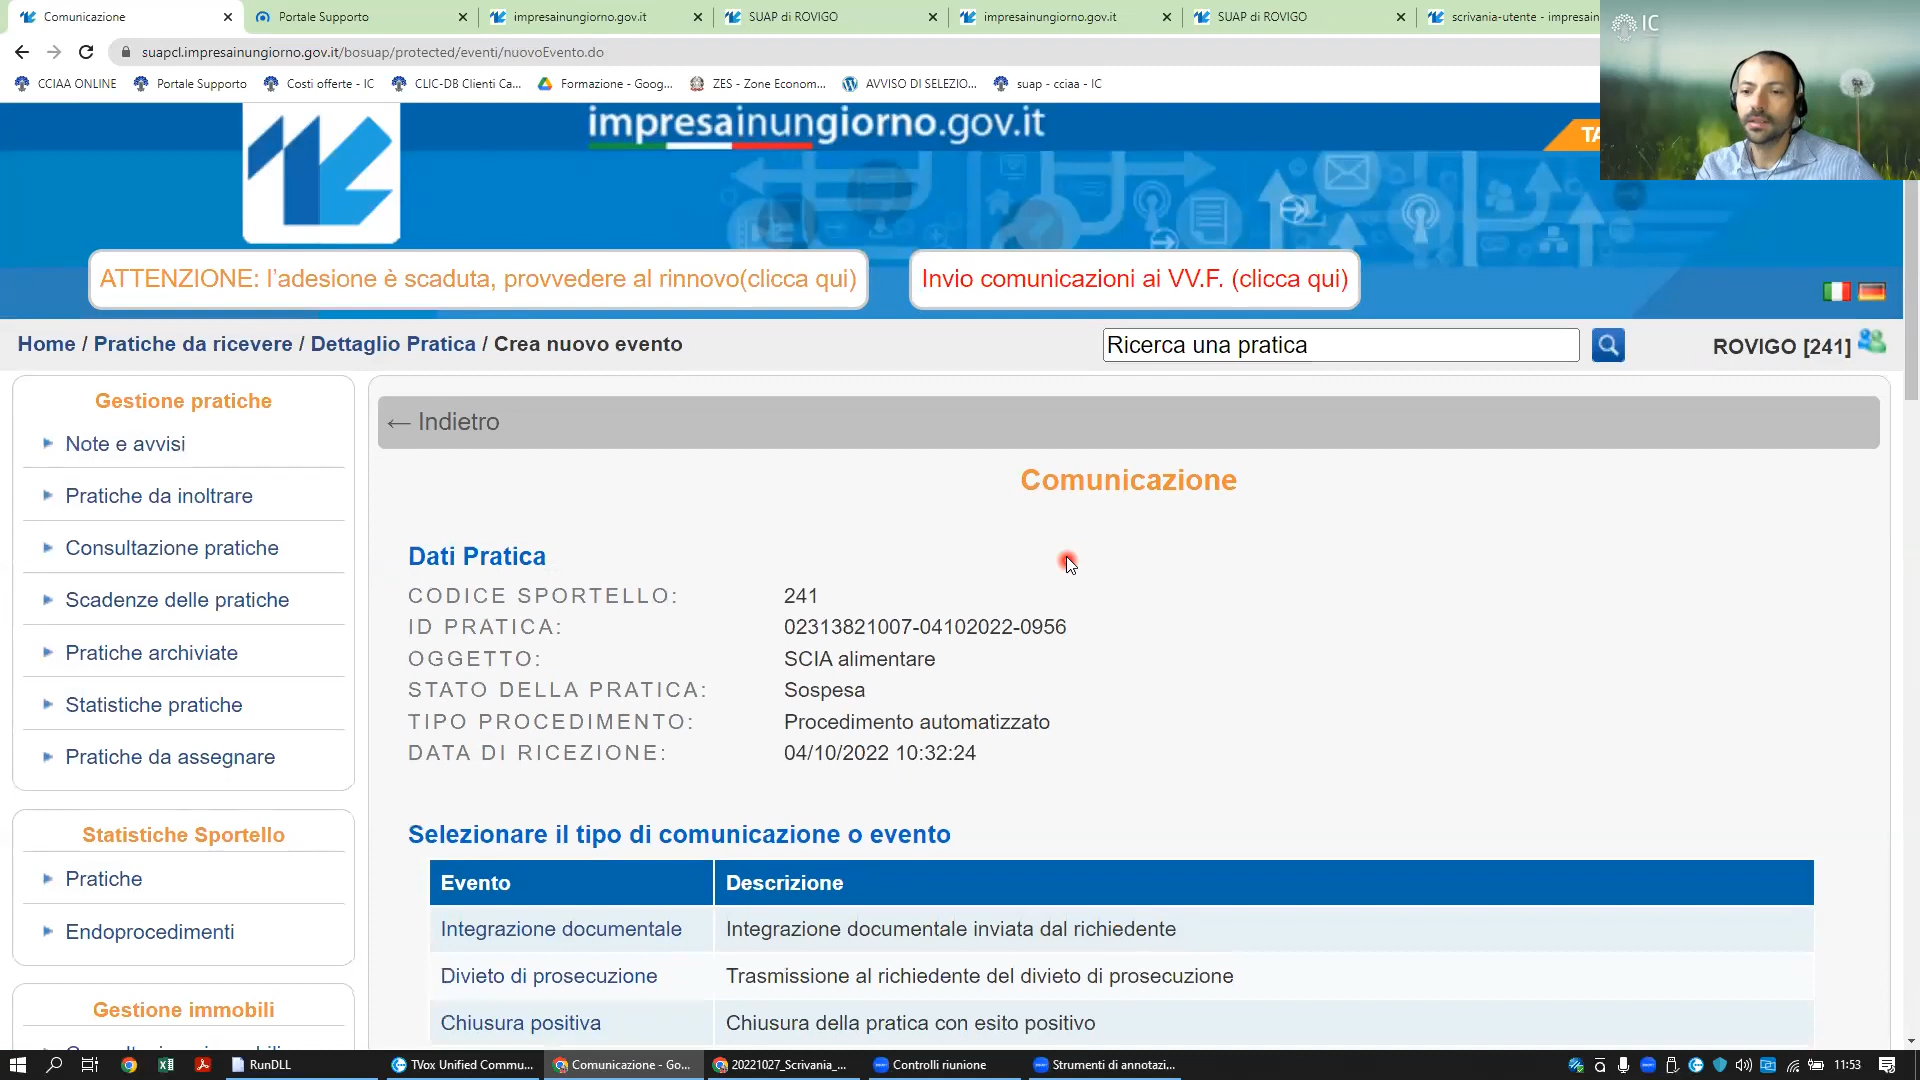 Comunicazione
Portale Supporto
impresainungiorno.gov.it
SUAP di ROVIGO
impresainungiorno.gov.it
SUAP di ROVIGO
scrivania-utente - impresain
IC
suapcl.impresainungiorno.gov.it/bosuap/protected/eventi/nuovoEvento.do
CCIAA ONLINE
Portale Supporto
Costi offerte - IC
CLIC-DB Clienti Ca...
Formazione - Goog...
ZES - Zone Econom...
AVVISO DI SELEZIO...
suap - cciaa - IC
impresainungiorno.gov.it
TA
ATTENZIONE: l'adesione è scaduta, provvedere al rinnovo(clicca qui)
Invio comunicazioni ai VV.F. (clicca qui)
Home / Pratiche da ricevere / Dettaglio Pratica / Crea nuovo evento
Ricerca una pratica
ROVIGO [241]
Gestione pratiche
Note e avvisi
Pratiche da inoltrare
Consultazione pratiche
Scadenze delle pratiche
Pratiche archiviate
Statistiche pratiche
Pratiche da assegnare
Statistiche Sportello
Pratiche
Endoprocedimenti
Gestione immobili
← Indietro
Comunicazione
Dati Pratica
CODICE SPORTELLO: 241
ID PRATICA: 02313821007-04102022-0956
OGGETTO: SCIA alimentare
STATO DELLA PRATICA: Sospesa
TIPO PROCEDIMENTO: Procedimento automatizzato
DATA DI RICEZIONE: 04/10/2022 10:32:24
Selezionare il tipo di comunicazione o evento
Evento Descrizione
Integrazione documentale Integrazione documentale inviata dal richiedente
Divieto di prosecuzione Trasmissione al richiedente del divieto di prosecuzione
Chiusura positiva Chiusura della pratica con esito positivo
RunDLL
TVox Unified Commu...
Comunicazione - Go...
20221027_Scrivania_...
Controlli riunione
Strumenti di annotazi...
11:53